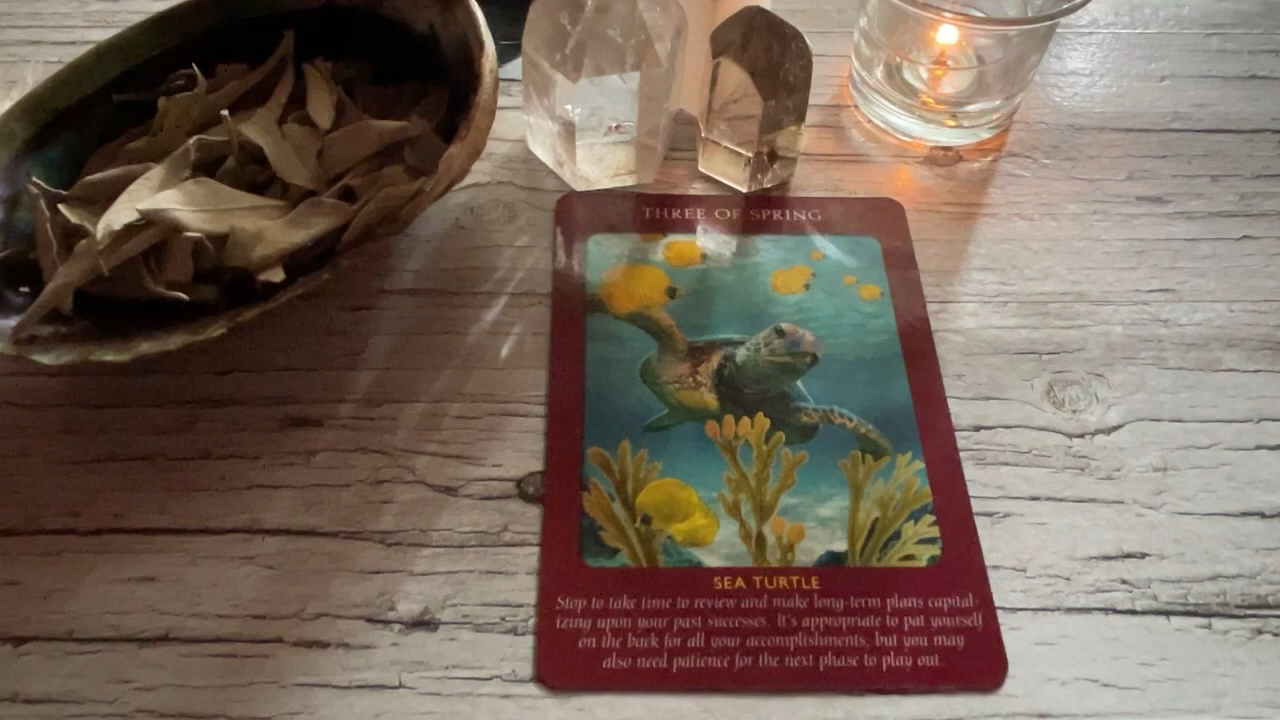 THREE OF SPRING
SEA TURTLE
Stop to take time to review and make long-term plans capital-
izing upon your past successes. It's appropriate to pat yourself
on the back for all your accomplishments, but you may
also need patience for the next phase to play out.